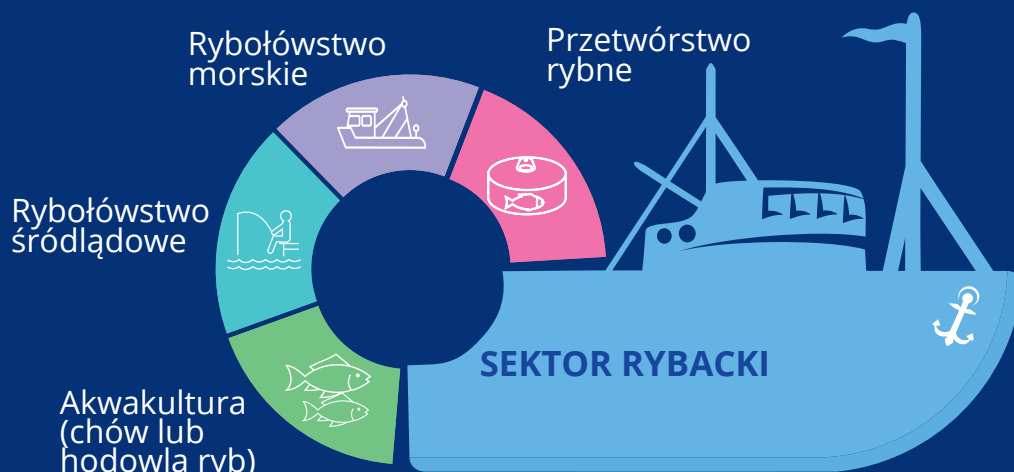 Rybołówstwo
morskie
Przetwórstwo
rybne
Rybołówstwo
śródlądowe
SEKTOR RYBACKI
Akwakultura
(chów lub
hodowla ryb)